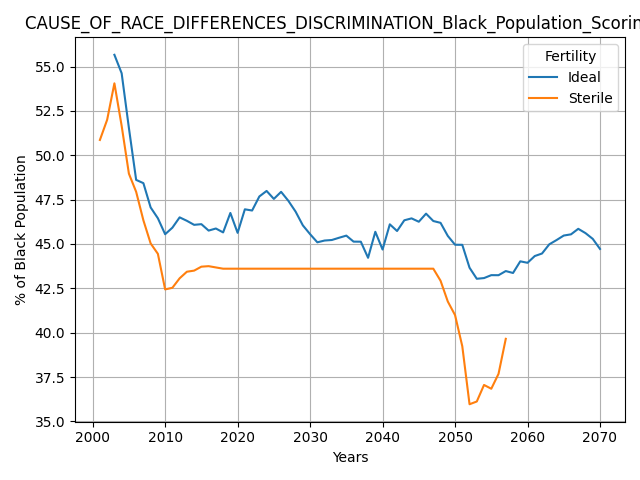 CAUSE_OF_RACE_DIFFERENCES_DISCRIMINATION_Black_Population_Scorin
55.0
52.5
50.0
47.5
45.0
42.5
40.0
37.5
35.0
% of Black Population
Fertility
Ideal
Sterile
2000 2010 2020 2030 2040 2050 2060 2070
Years